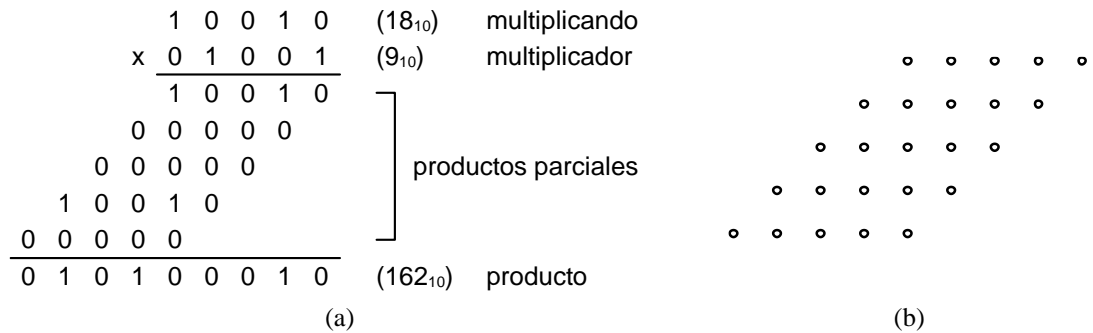 1 0 0 1 0 (18₁₀) multiplicando
x 0 1 0 0 1 (9₁₀) multiplicador
1 0 0 1 0
0 0 0 0 0
0 0 0 0 0
productos parciales
1 0 0 1 0
0 0 0 0 0
0 1 0 1 0 0 0 1 0 (162₁₀) producto
(a) (b)